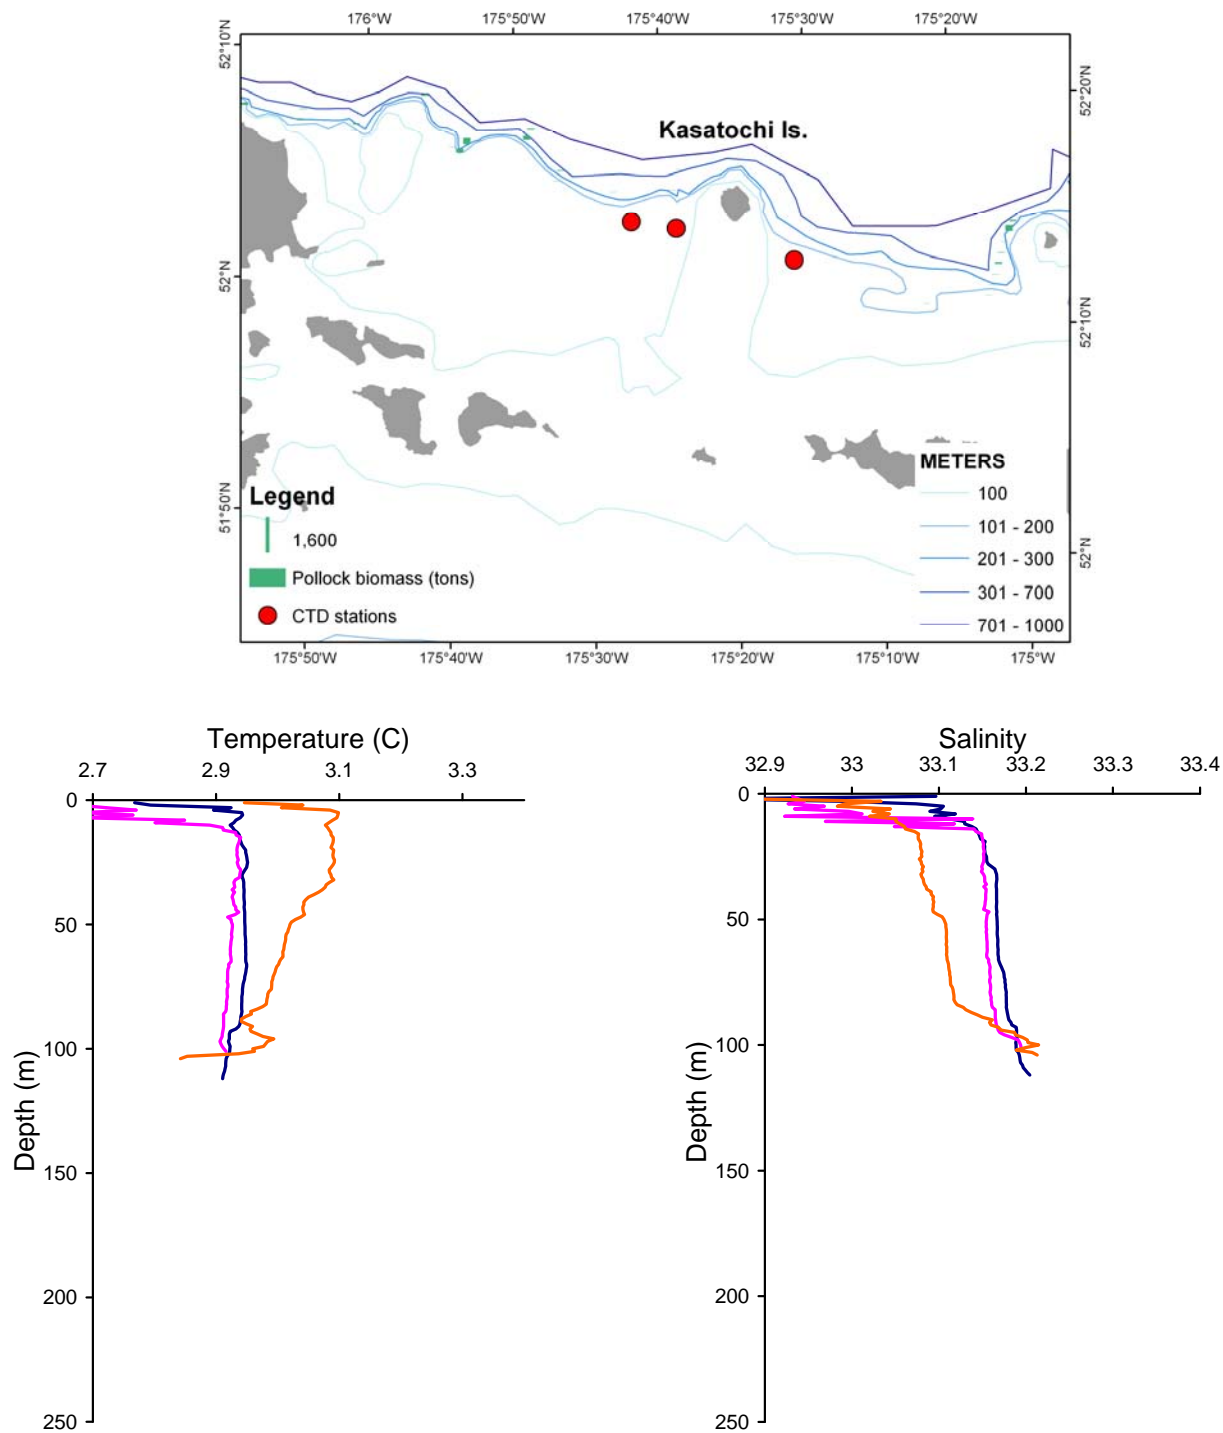 176°W 175°50'W 175°40'W 175°30'W 175°20'W
52°10'N
52°20'N
Kasatochi Is.
52°N
52°10'N
METERS
Legend
100
51°50'N
101 - 200
1,600
52°N
201 - 300
Pollock biomass (tons)
301 - 700
CTD stations
701 - 1000
175°50'W 175°40'W 175°30'W 175°20'W 175°10'W 175°W
Temperature (C)
2.7 2.9 3.1 3.3
0
50
100
150
200
250
Depth (m)
Salinity
32.9 33 33.1 33.2 33.3 33.4
0
50
100
150
200
250
Depth (m)